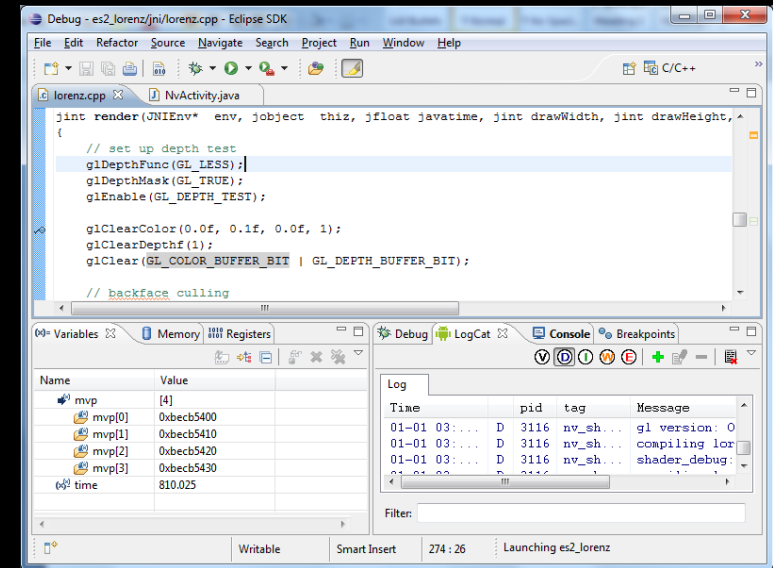 Debug - es2_lorenz/jni/lorenz.cpp - Eclipse SDK
File Edit Refactor Source Navigate Search Project Run Window Help
C/C++ »
lorenz.cpp NvActivity.java
jint render(JNIEnv* env, jobject thiz, jfloat javatime, jint drawWidth, jint drawHeight,
{
// set up depth test
glDepthFunc(GL_LESS);
glDepthMask(GL_TRUE);
glEnable(GL_DEPTH_TEST);
glClearColor(0.0f, 0.1f, 0.0f, 1);
glClearDepthf(1);
glClear(GL_COLOR_BUFFER_BIT | GL_DEPTH_BUFFER_BIT);
// backface culling
(x)= Variables Memory Registers
Debug LogCat Console Breakpoints
V D I W E
Name Value
mvp [4]
mvp[0] 0xbecb5400
mvp[1] 0xbecb5410
mvp[2] 0xbecb5420
mvp[3] 0xbecb5430
time 810.025
Log
Time pid tag Message
01-01 03:... D 3116 nv_sh... gl version: O
01-01 03:... D 3116 nv_sh... compiling lor
01-01 03:... D 3116 nv_sh... shader_debug:
Filter:
Writable Smart Insert 274 : 26 Launching es2_lorenz